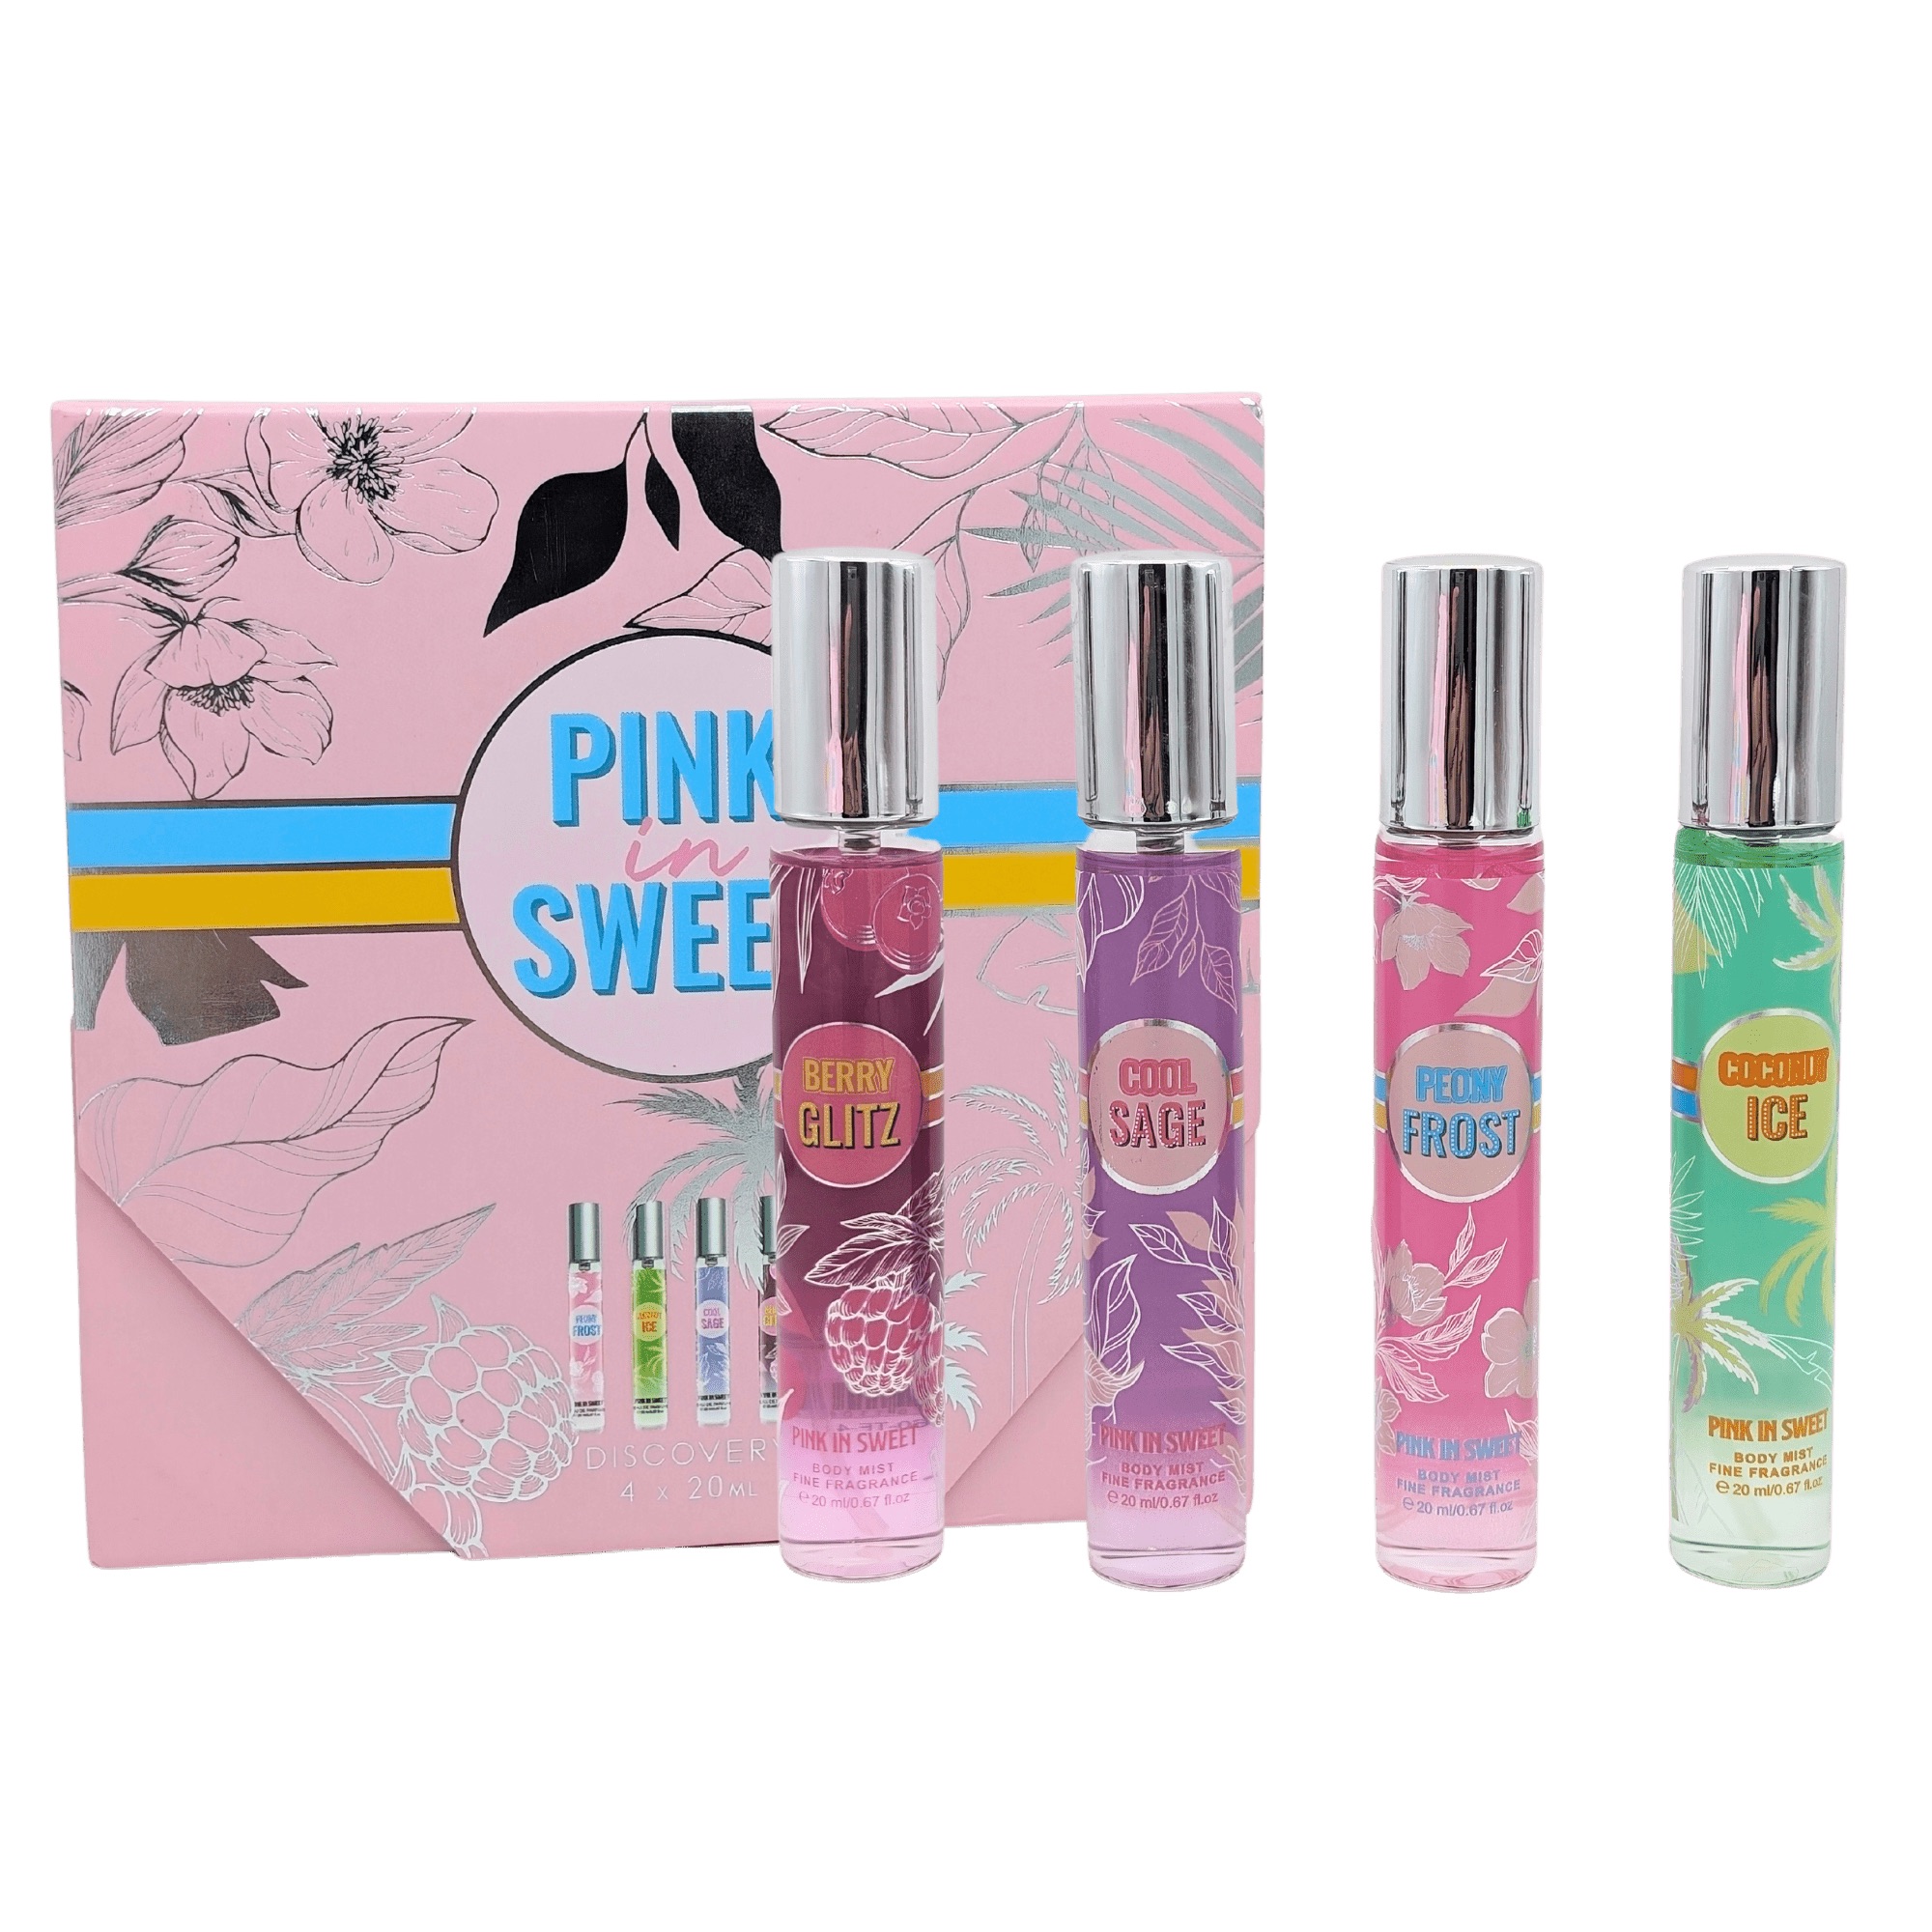 PINK
in
SWEE
PEONY
FROST
ICE
COOL
SAGE
DISCOVERY
4 x 20ML
BERRY
GLITZ
PINK IN SWEET
BODY MIST
FINE FRAGRANCE
℮ 20 ml/0.67 fl.oz
COOL
SAGE
PINK IN SWEET
BODY MIST
FINE FRAGRANCE
℮ 20 ml/0.67 fl.oz
PEONY
FROST
PINK IN SWEET
BODY MIST
FINE FRAGRANCE
℮ 20 ml/0.67 fl.oz
COCONUT
ICE
PINK IN SWEET
BODY MIST
FINE FRAGRANCE
℮ 20 ml/0.67 fl.oz